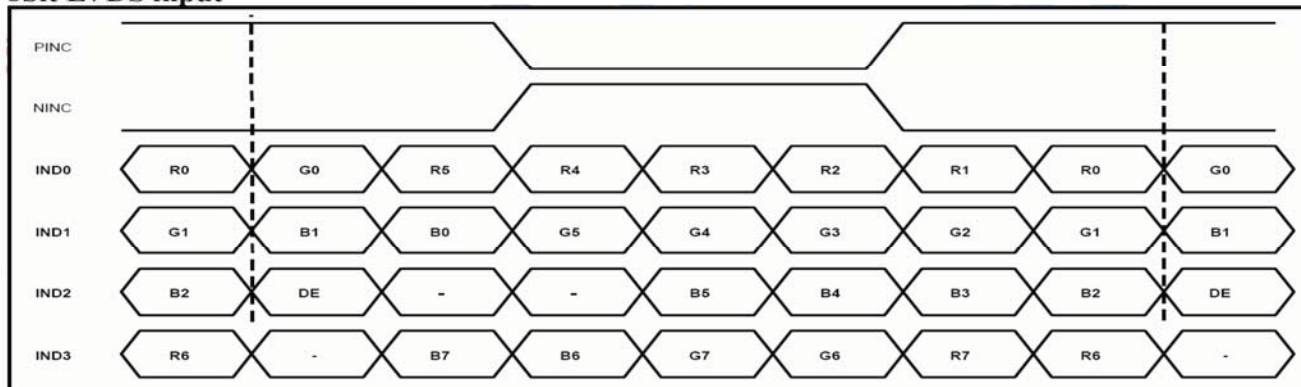 PINC
NINC
IND0 R0 G0 R5 R4 R3 R2 R1 R0 G0
IND1 G1 B1 B0 G5 G4 G3 G2 G1 B1
IND2 B2 DE - - B5 B4 B3 B2 DE
IND3 R6 - B7 B6 G7 G6 R7 R6 -